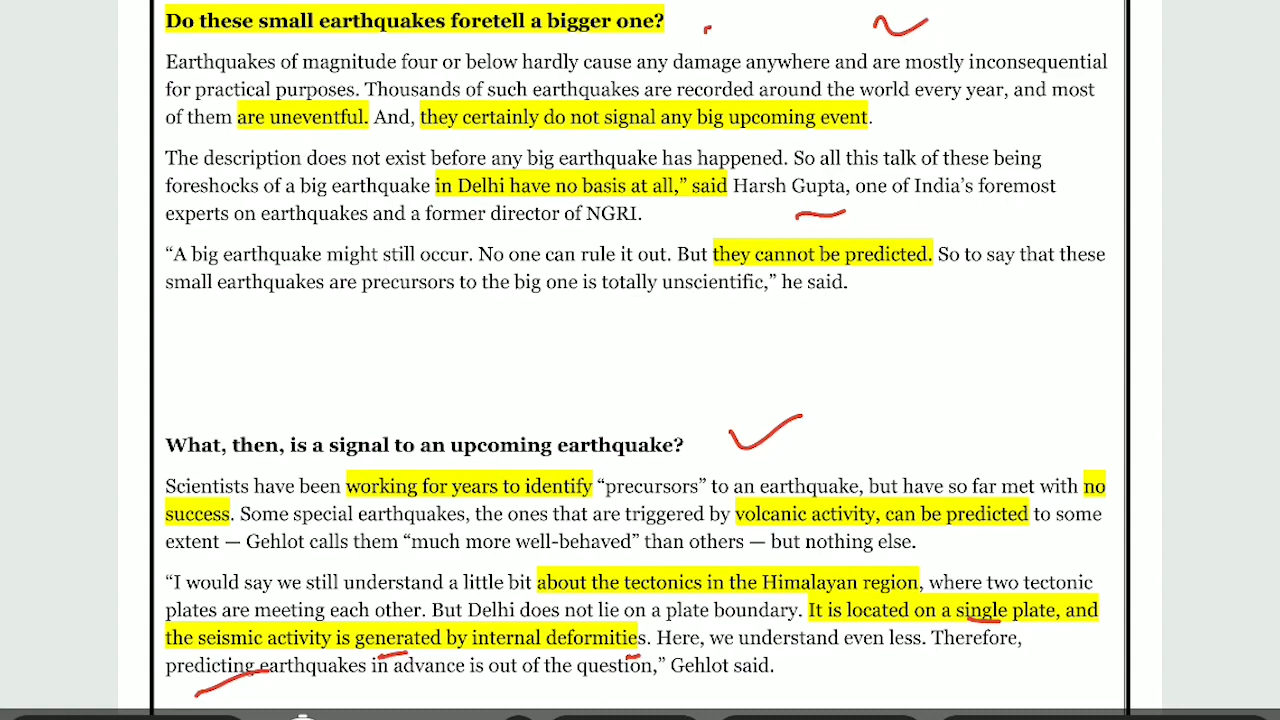 Do these small earthquakes foretell a bigger one?
Earthquakes of magnitude four or below hardly cause any damage anywhere and are mostly inconsequential
for practical purposes. Thousands of such earthquakes are recorded around the world every year, and most
of them are uneventful. And, they certainly do not signal any big upcoming event.
The description does not exist before any big earthquake has happened. So all this talk of these being
foreshocks of a big earthquake in Delhi have no basis at all,” said Harsh Gupta, one of India’s foremost
experts on earthquakes and a former director of NGRI.
“A big earthquake might still occur. No one can rule it out. But they cannot be predicted. So to say that these
small earthquakes are precursors to the big one is totally unscientific,” he said.
What, then, is a signal to an upcoming earthquake?
Scientists have been working for years to identify “precursors” to an earthquake, but have so far met with no
success. Some special earthquakes, the ones that are triggered by volcanic activity, can be predicted to some
extent — Gehlot calls them “much more well-behaved” than others — but nothing else.
“I would say we still understand a little bit about the tectonics in the Himalayan region, where two tectonic
plates are meeting each other. But Delhi does not lie on a plate boundary. It is located on a single plate, and
the seismic activity is generated by internal deformities. Here, we understand even less. Therefore,
predicting earthquakes in advance is out of the question,” Gehlot said.